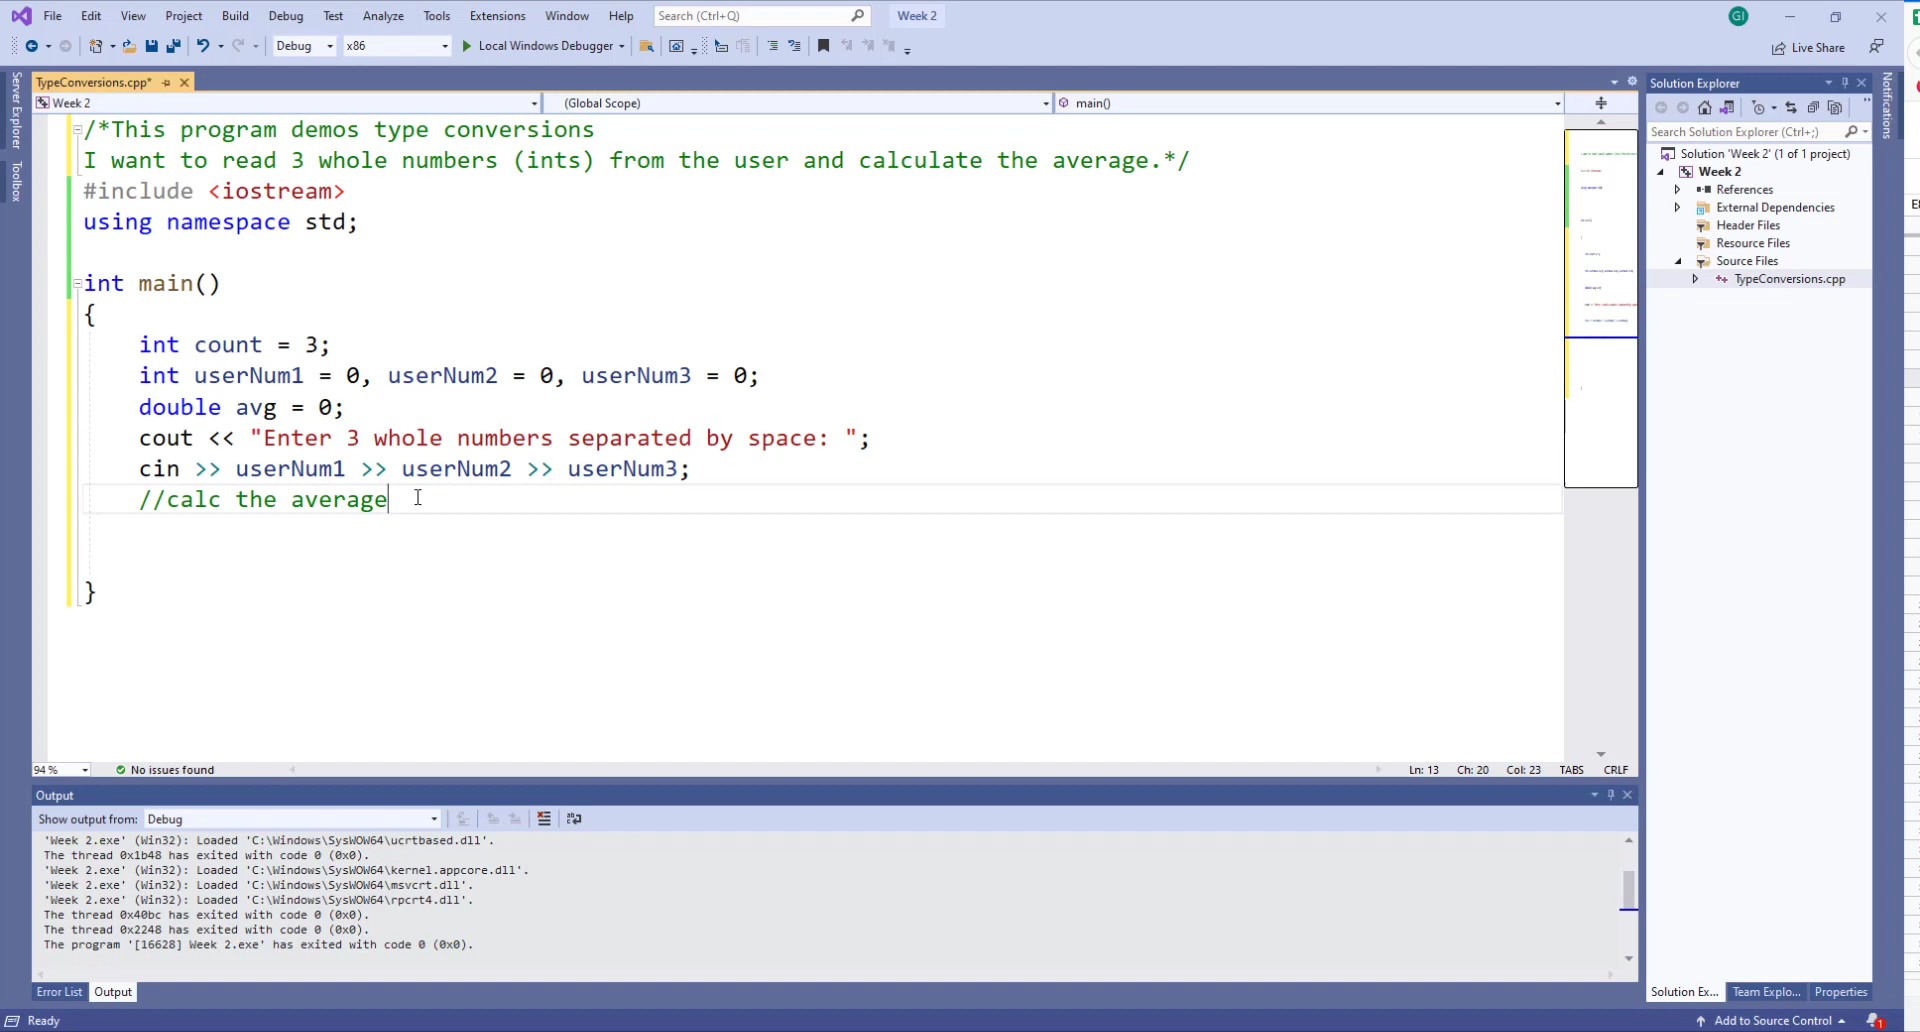 File Edit View Project Build Debug Test Analyze Tools Extensions Window Help Search (Ctrl+Q) Week 2 GI
Debug x86 Local Windows Debugger Live Share
TypeConversions.cpp*
Week 2 (Global Scope) main()
/*This program demos type conversions
I want to read 3 whole numbers (ints) from the user and calculate the average.*/
#include <iostream>
using namespace std;
int main()
{
int count = 3;
int userNum1 = 0, userNum2 = 0, userNum3 = 0;
double avg = 0;
cout << "Enter 3 whole numbers separated by space: ";
cin >> userNum1 >> userNum2 >> userNum3;
//calc the average
}
94 % No issues found Ln: 13 Ch: 20 Col: 23 TABS CRLF
Output
Show output from: Debug
'Week 2.exe' (Win32): Loaded 'C:\Windows\SysWOW64\ucrtbased.dll'.
The thread 0x1b48 has exited with code 0 (0x0).
'Week 2.exe' (Win32): Loaded 'C:\Windows\SysWOW64\kernel.appcore.dll'.
'Week 2.exe' (Win32): Loaded 'C:\Windows\SysWOW64\msvcrt.dll'.
'Week 2.exe' (Win32): Loaded 'C:\Windows\SysWOW64\rpcrt4.dll'.
The thread 0x40bc has exited with code 0 (0x0).
The thread 0x2248 has exited with code 0 (0x0).
The program '[16628] Week 2.exe' has exited with code 0 (0x0).
Error List Output
Ready
Server Explorer
Toolbox
Solution Explorer
Search Solution Explorer (Ctrl+;)
Solution 'Week 2' (1 of 1 project)
Week 2
References
External Dependencies
Header Files
Resource Files
Source Files
TypeConversions.cpp
Solution Ex... Team Explo... Properties
Add to Source Control 1
Notifications